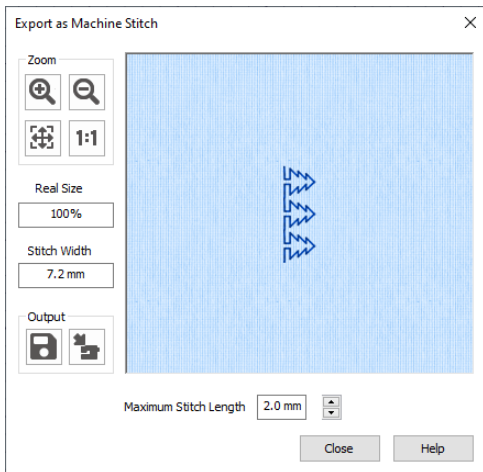 Export as Machine Stitch
Zoom
1:1
Real Size
100%
Stitch Width
7.2 mm
Output
Maximum Stitch Length 2.0 mm
Close Help